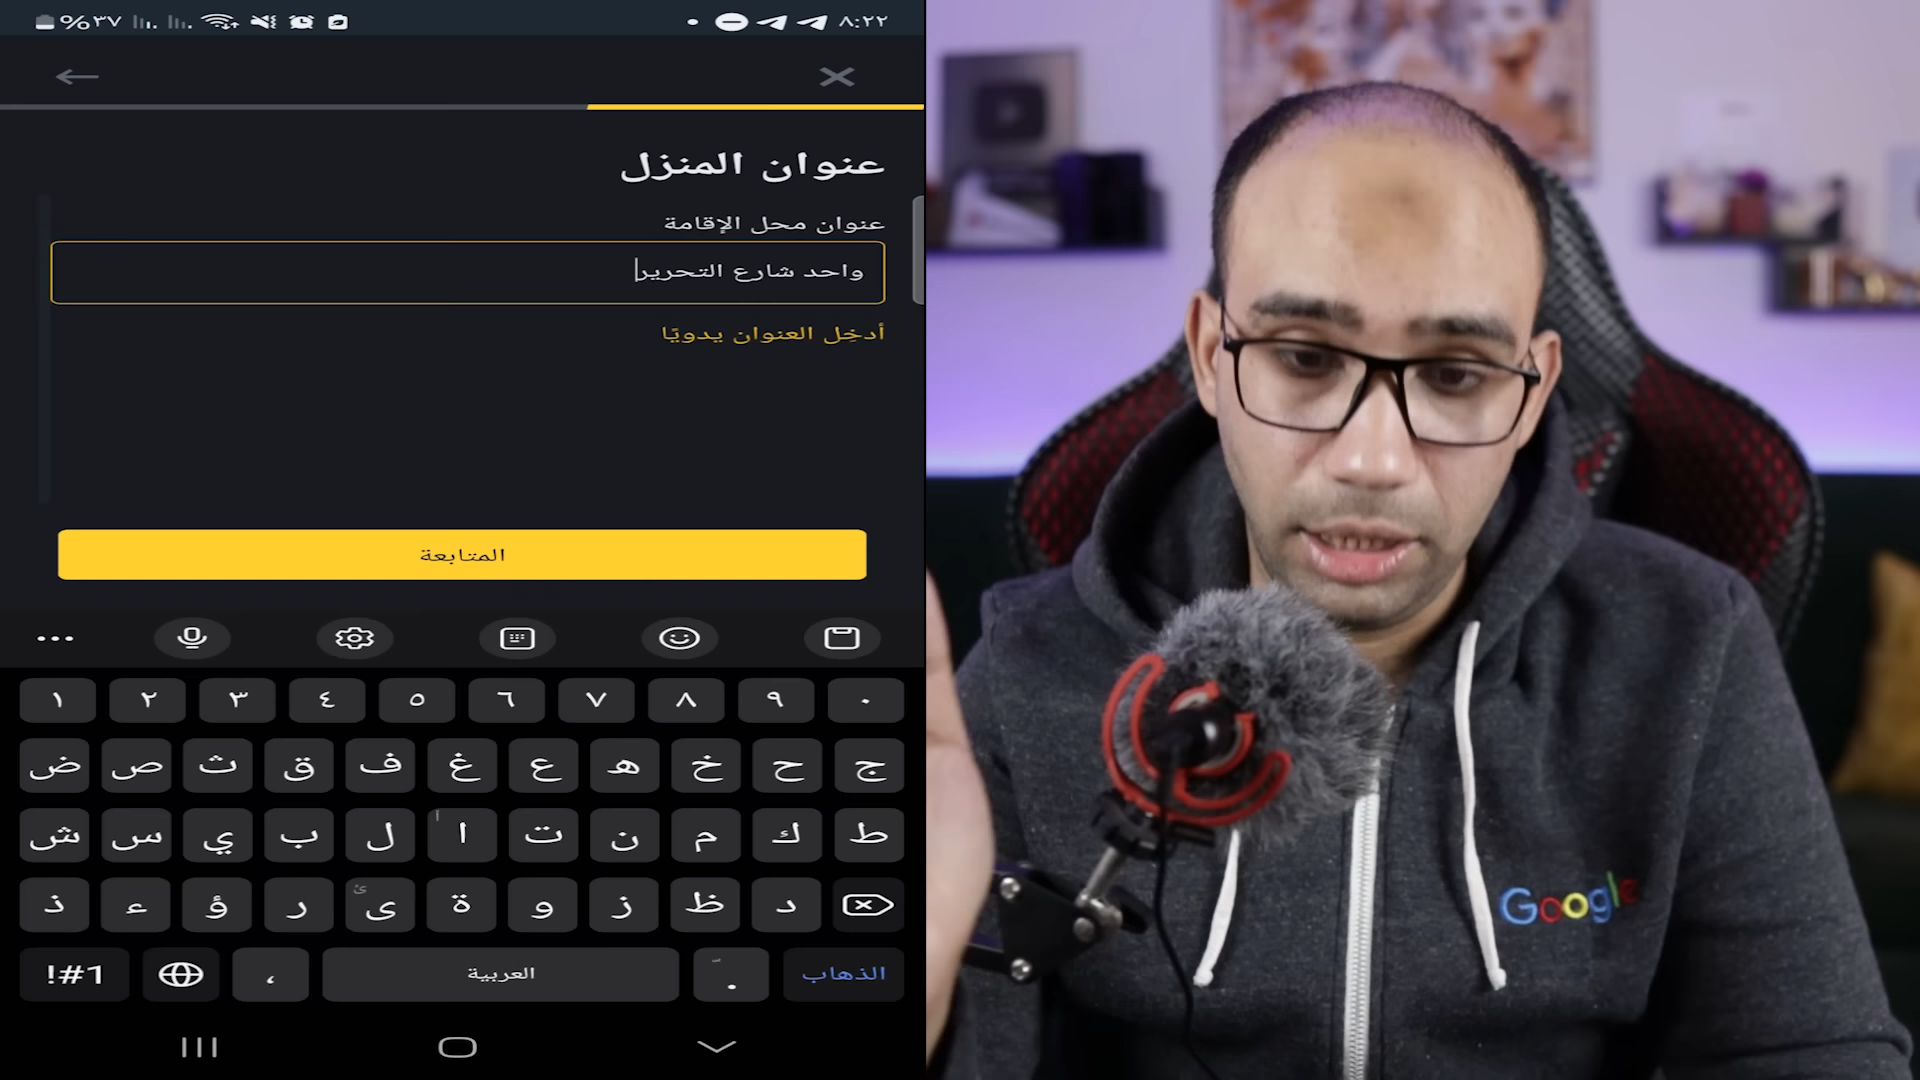 ٨:٢٢
٣٧%
عنوان المنزل
عنوان محل الإقامة
واحد شارع التحرير
أدخِل العنوان يدويًا
المتابعة
١ ٢ ٣ ٤ ٥ ٦ ٧ ٨ ٩ ٠
ض ص ث ق ف غ ع ه خ ح ج
ش س ي ب ل ا ت ن م ك ط
ذ ء ؤ ر ى ة و ز ظ د
!#1 ، العربية . الذهاب
Google